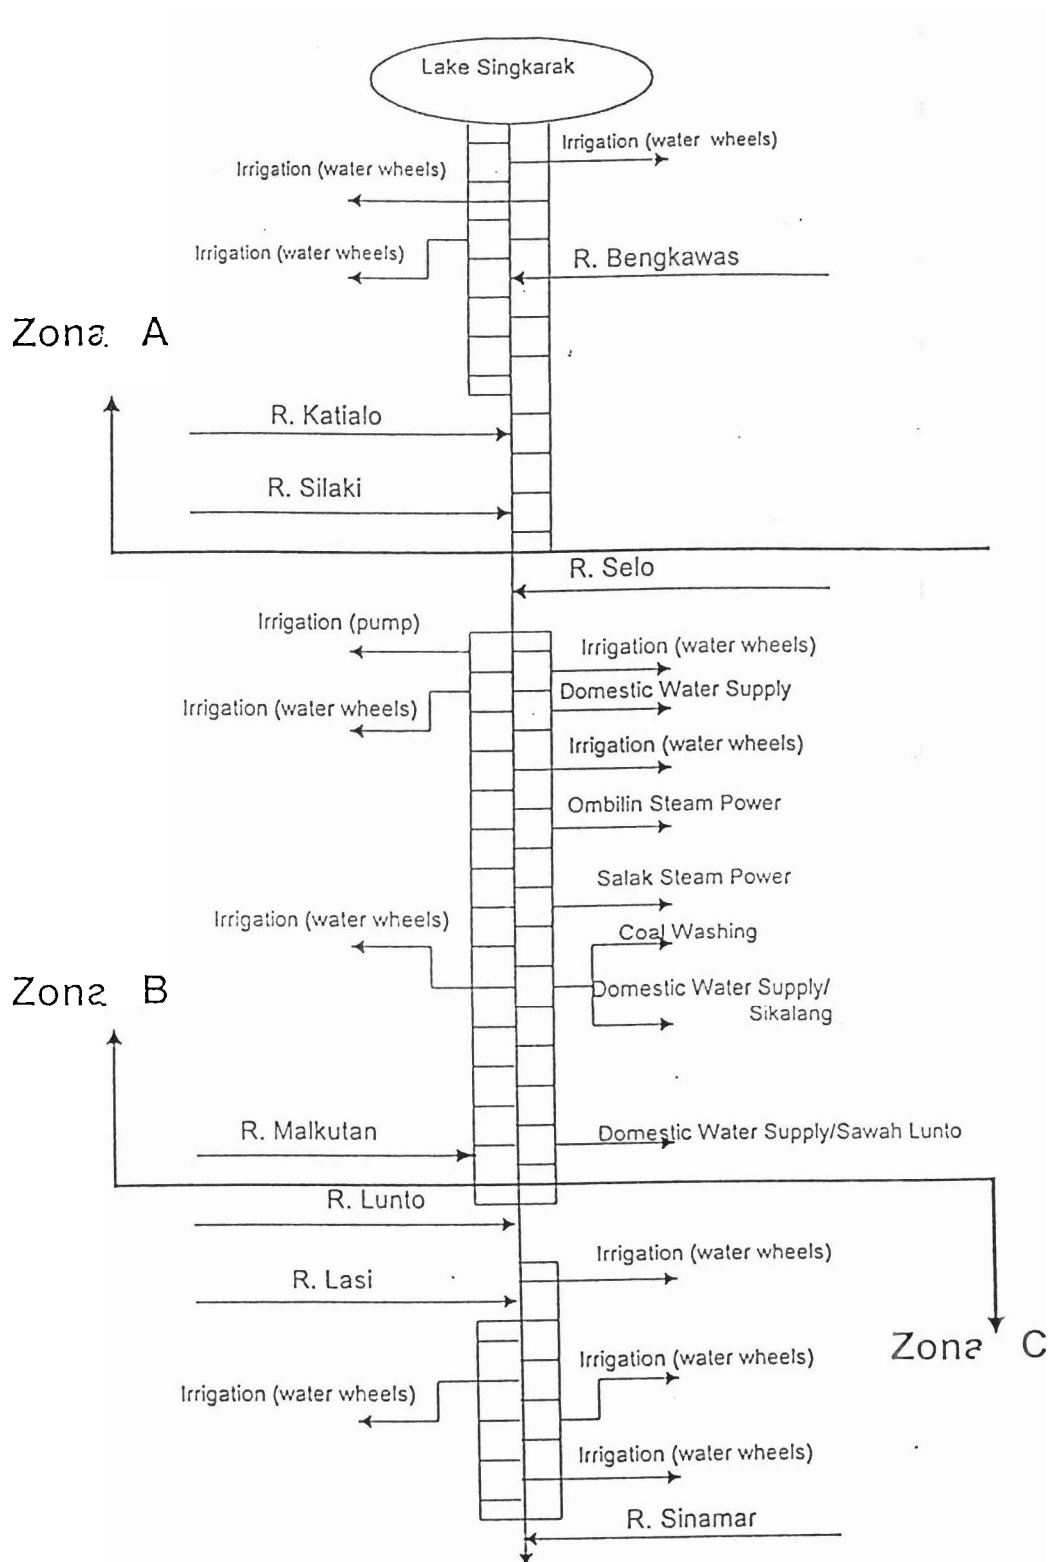 Lake Singkarak
Irrigation (water wheels)
Irrigation (water wheels)
Irrigation (water wheels)
R. Bengkawas
Zona A
R. Katialo
R. Silaki
R. Selo
Irrigation (pump)
Irrigation (water wheels)
Domestic Water Supply
Irrigation (water wheels)
Irrigation (water wheels)
Ombilin Steam Power
Salak Steam Power
Irrigation (water wheels)
Coal Washing
Zona B
Domestic Water Supply/
Sikalang
R. Malkutan
Domestic Water Supply/Sawah Lunto
R. Lunto
Irrigation (water wheels)
R. Lasi
Zona C
Irrigation (water wheels)
Irrigation (water wheels)
Irrigation (water wheels)
R. Sinamar